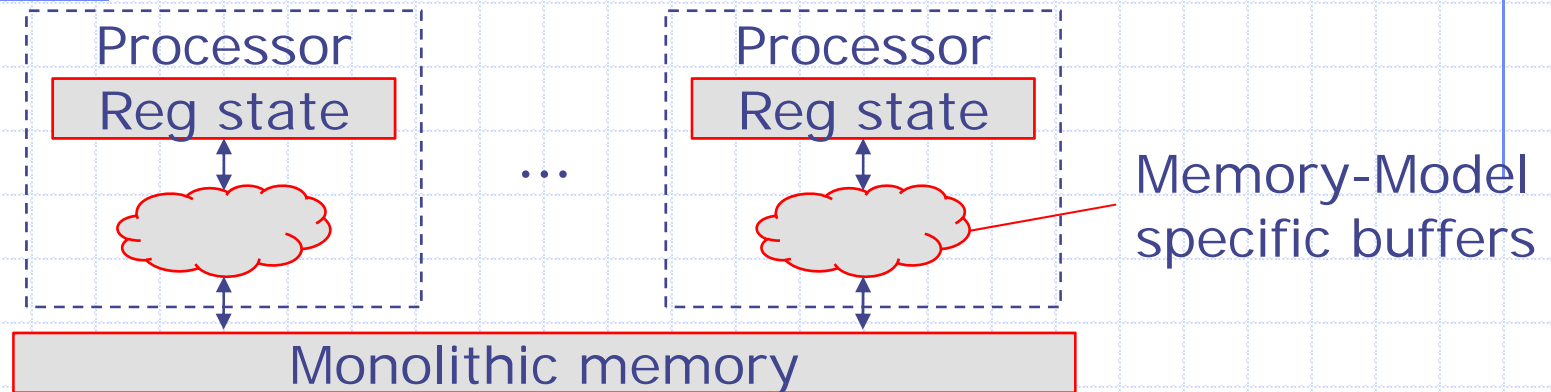 Processor
Reg state
...
Processor
Reg state
Memory-Model
specific buffers
Monolithic memory